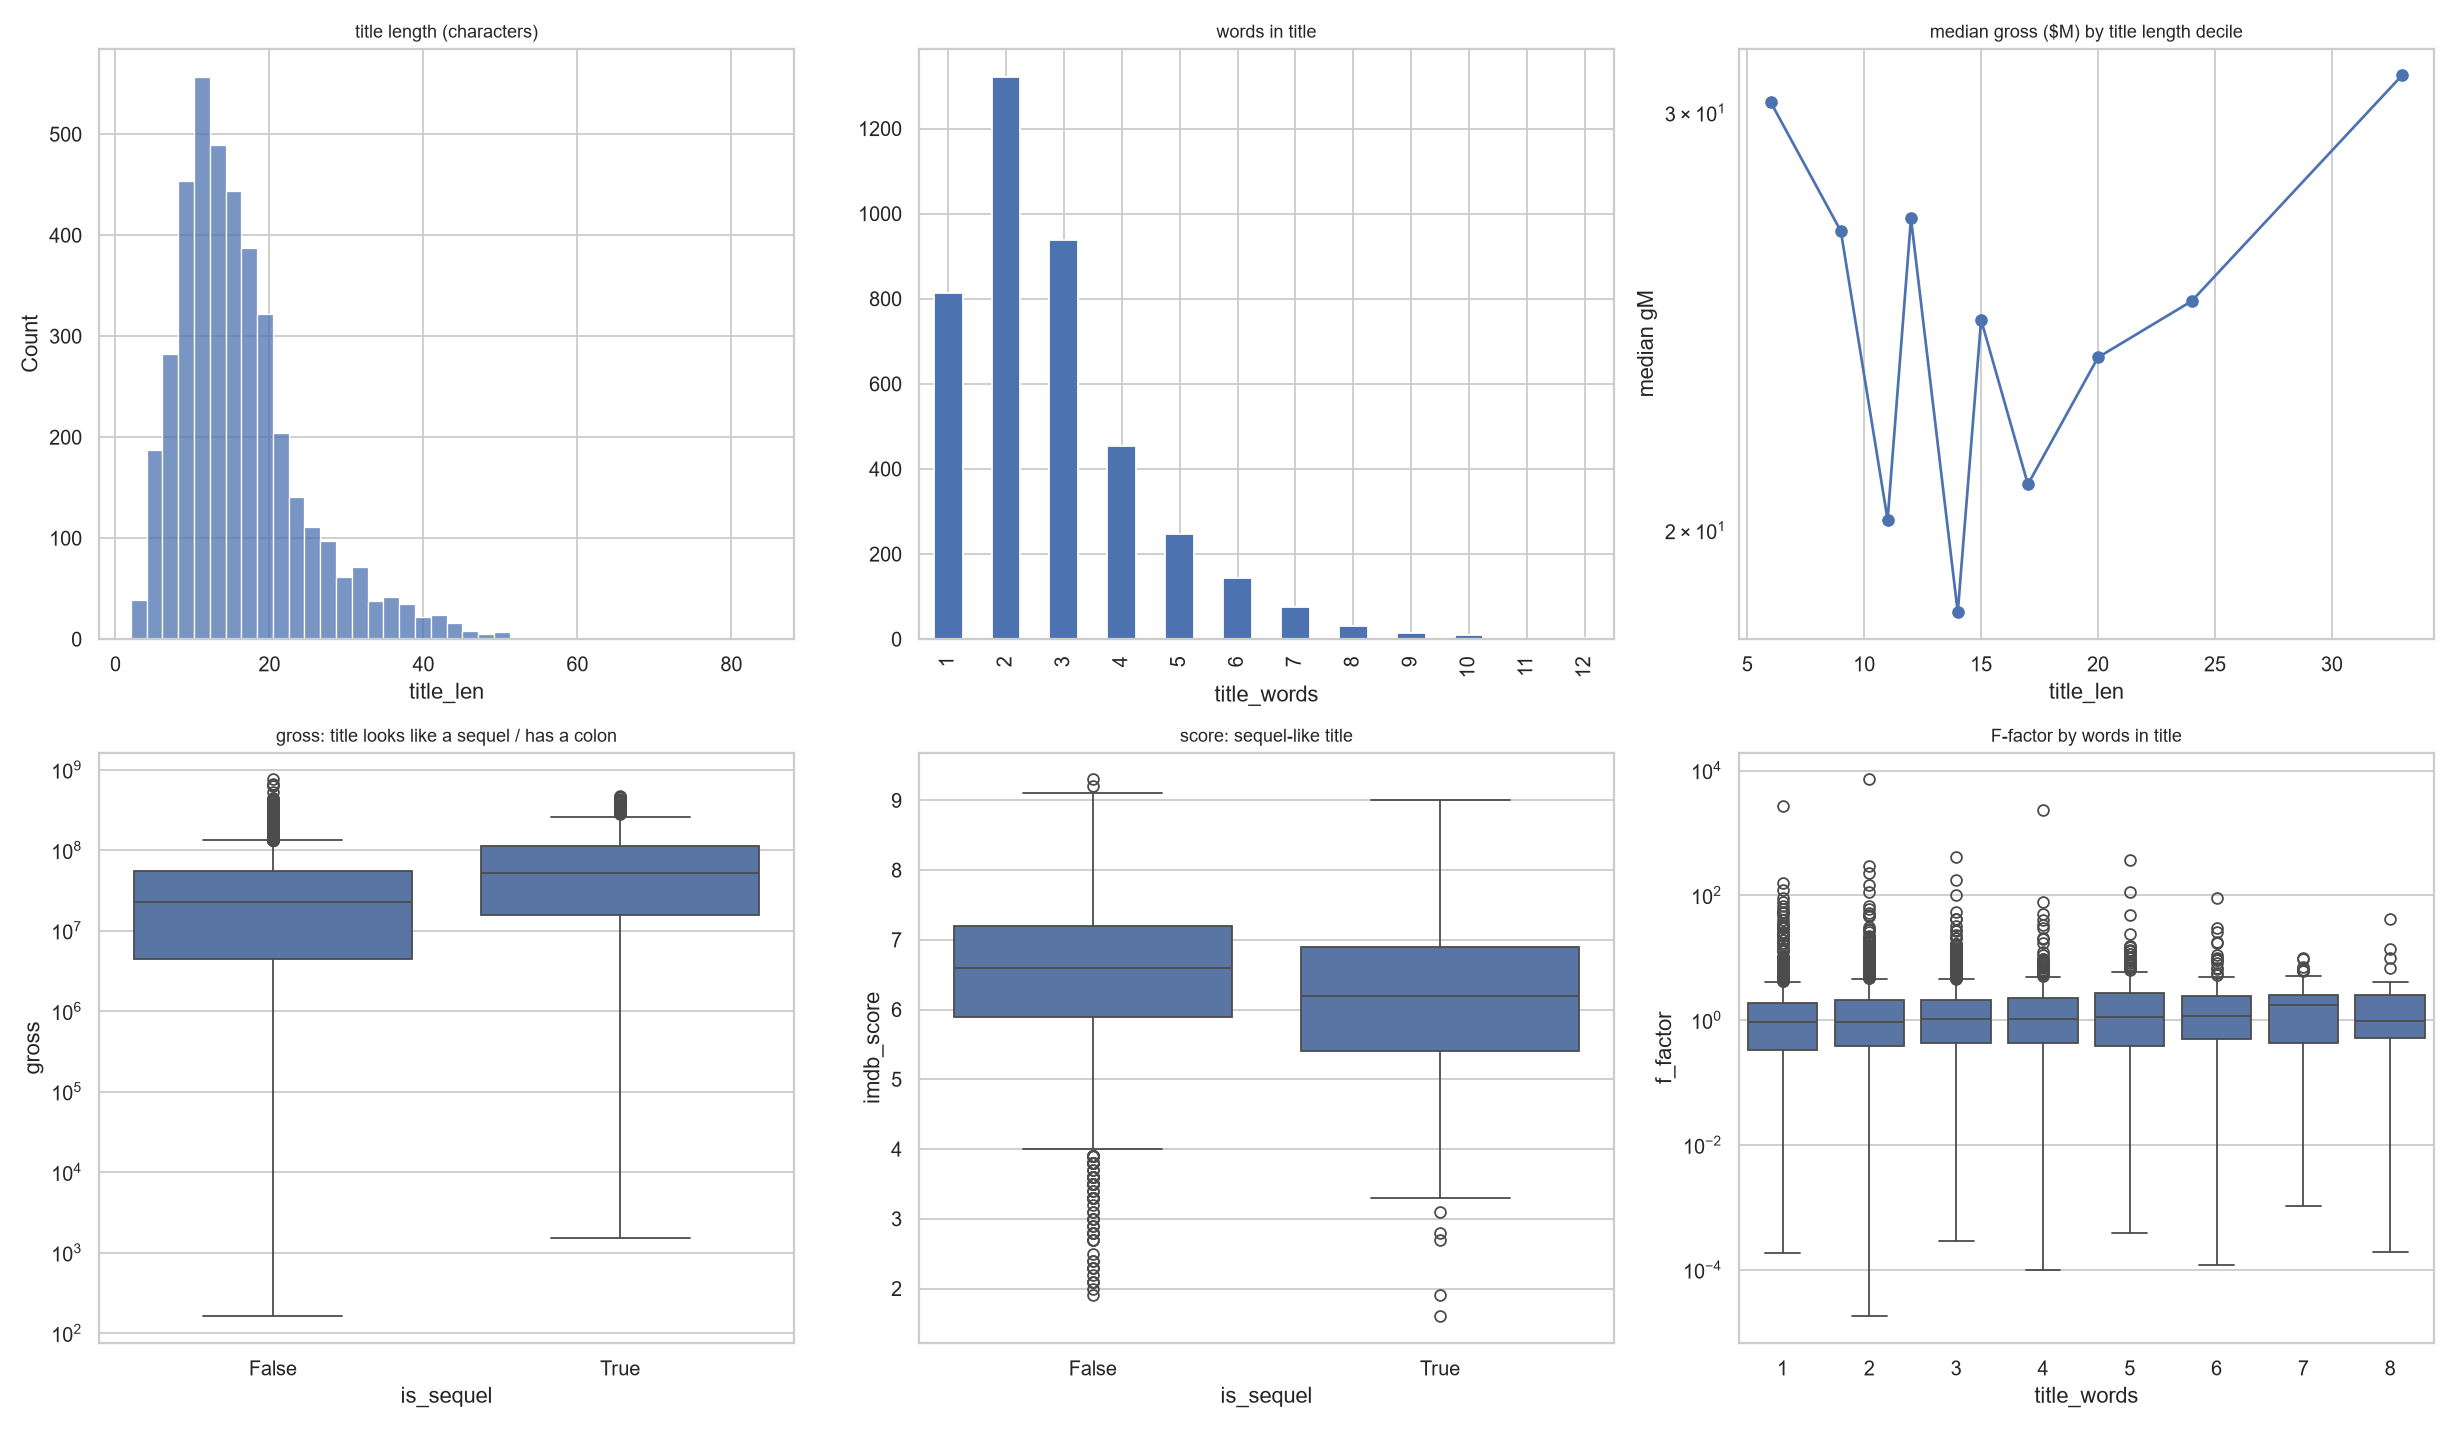 title length (characters)
500
400
300
200
100
0
Count
0 20 40 60 80
title_len
words in title
1200
1000
800
600
400
200
0
1 2 3 4 5 6 7 8 9 10 11 12
title_words
median gross ($M) by title length decile
3 × 10¹
2 × 10¹
median gM
5 10 15 20 25 30
title_len
gross: title looks like a sequel / has a colon
10⁹
10⁸
10⁷
10⁶
10⁵
10⁴
10³
10²
gross
False True
is_sequel
score: sequel-like title
9
8
7
6
5
4
3
2
imdb_score
False True
is_sequel
F-factor by words in title
10⁴
10²
10⁰
10⁻²
10⁻⁴
f_factor
1 2 3 4 5 6 7 8
title_words